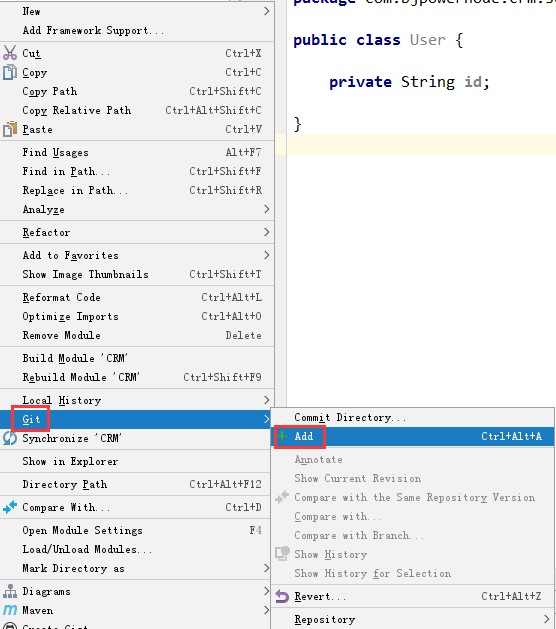 New
Add Framework Support...
Cut Ctrl+X
Copy Ctrl+C
Copy Path Ctrl+Shift+C
Copy Relative Path Ctrl+Alt+Shift+C
Paste Ctrl+V
Find Usages Alt+F7
Find in Path... Ctrl+Shift+F
Replace in Path... Ctrl+Shift+R
Analyze
Refactor
Add to Favorites
Show Image Thumbnails Ctrl+Shift+T
Reformat Code Ctrl+Alt+L
Optimize Imports Ctrl+Alt+O
Remove Module Delete
Build Module 'CRM'
Rebuild Module 'CRM' Ctrl+Shift+F9
Local History
Git
Synchronize 'CRM'
Show in Explorer
Directory Path Ctrl+Alt+F12
Compare With... Ctrl+D
Open Module Settings F4
Load/Unload Modules...
Mark Directory as
Diagrams
Maven
Create Gist...
package com.bjpowernode.crm.s
public class User {
private String id;
}
Commit Directory...
Add Ctrl+Alt+A
Annotate
Show Current Revision
Compare with the Same Repository Version
Compare with...
Compare with Branch...
Show History
Show History for Selection
Revert... Ctrl+Alt+Z
Repository